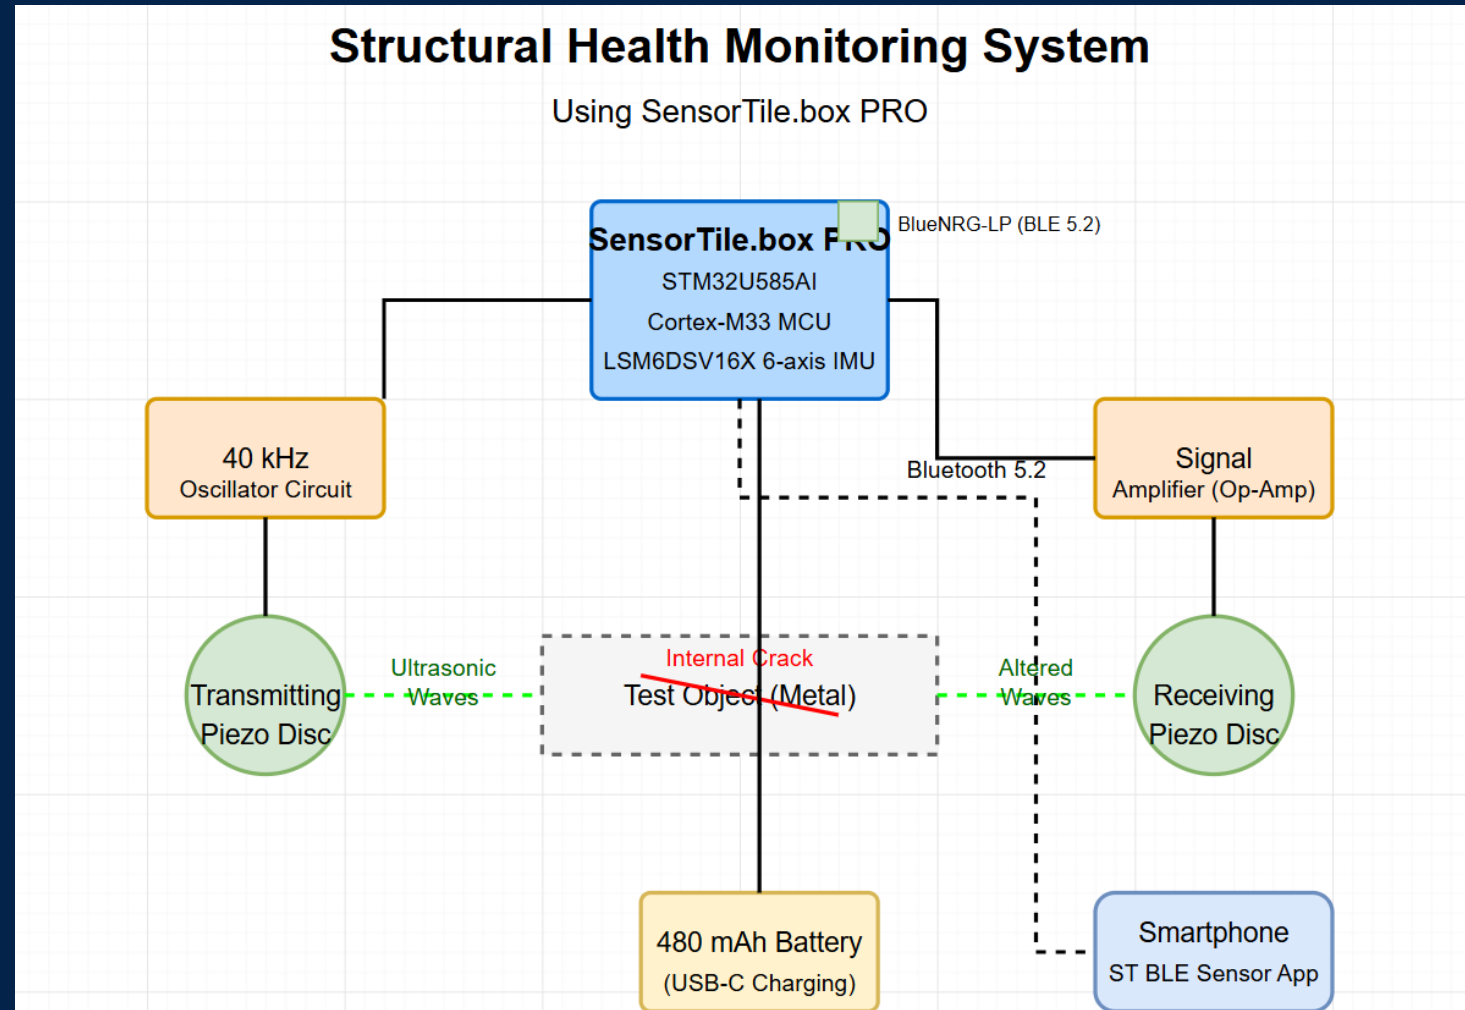 Structural Health Monitoring System
Using SensorTile.box PRO
SensorTile.box PRO
BlueNRG-LP (BLE 5.2)
STM32U585AI
Cortex-M33 MCU
LSM6DSV16X 6-axis IMU
40 kHz
Oscillator Circuit
Bluetooth 5.2
Signal
Amplifier (Op-Amp)
Transmitting
Piezo Disc
Ultrasonic
Waves
Internal Crack
Test Object (Metal)
Altered
Waves
Receiving
Piezo Disc
480 mAh Battery
(USB-C Charging)
Smartphone
ST BLE Sensor App